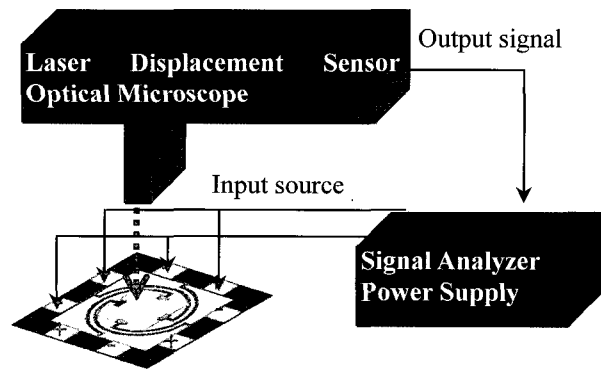 Output signal
Laser Displacement Sensor
Optical Microscope
Input source
Signal Analyzer
Power Supply